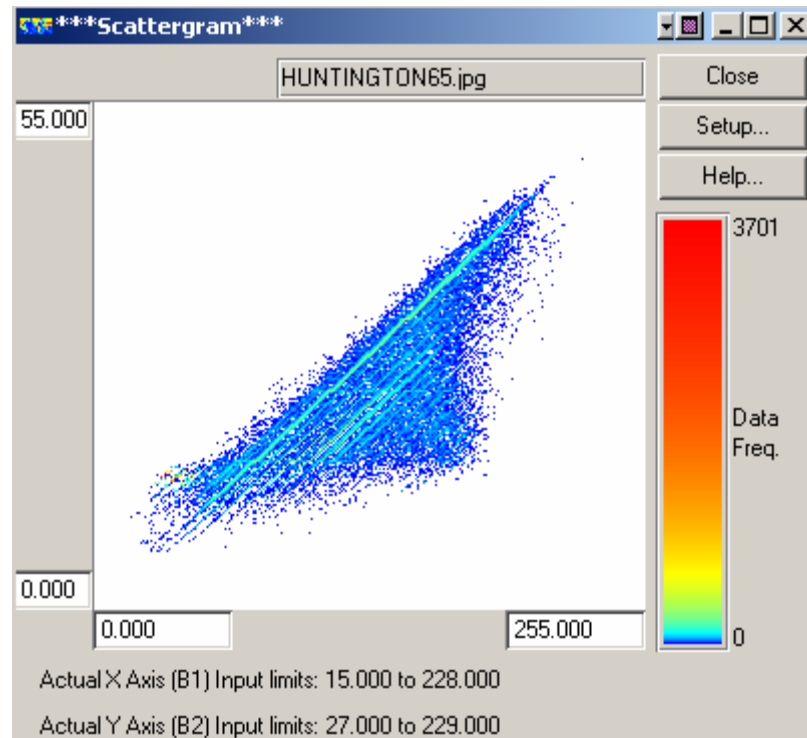 ***Scattergram***
HUNTINGTON65.jpg
Close
55.000
Setup...
Help...
3701
Data
Freq.
0.000
0
0.000
255.000
Actual X Axis (B1) Input limits: 15.000 to 228.000
Actual Y Axis (B2) Input limits: 27.000 to 229.000